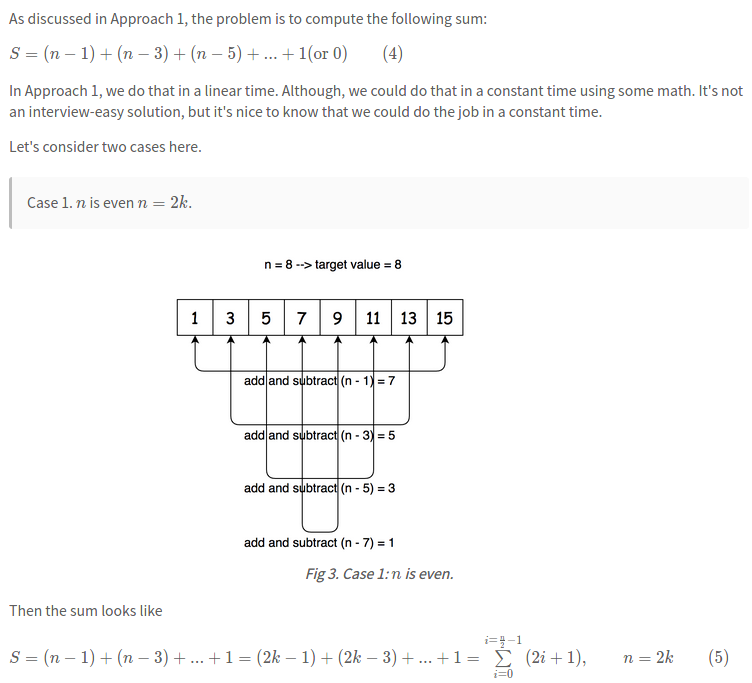 As discussed in Approach 1, the problem is to compute the following sum:
S = (n − 1) + (n − 3) + (n − 5) + ... + 1(or 0)  (4)
In Approach 1, we do that in a linear time. Although, we could do that in a constant time using some math. It's not
an interview-easy solution, but it's nice to know that we could do the job in a constant time.
Let's consider two cases here.
Case 1. n is even n = 2k.
n = 8 --> target value = 8
1 3 5 7 9 11 13 15
add and subtract (n - 1) = 7
add and subtract (n - 3) = 5
add and subtract (n - 5) = 3
add and subtract (n - 7) = 1
Fig 3. Case 1: n is even.
Then the sum looks like
S = (n − 1) + (n − 3) + ... + 1 = (2k − 1) + (2k − 3) + ... + 1 = ∑_{i=0}^{i=n/2−1} (2i + 1),  n = 2k  (5)